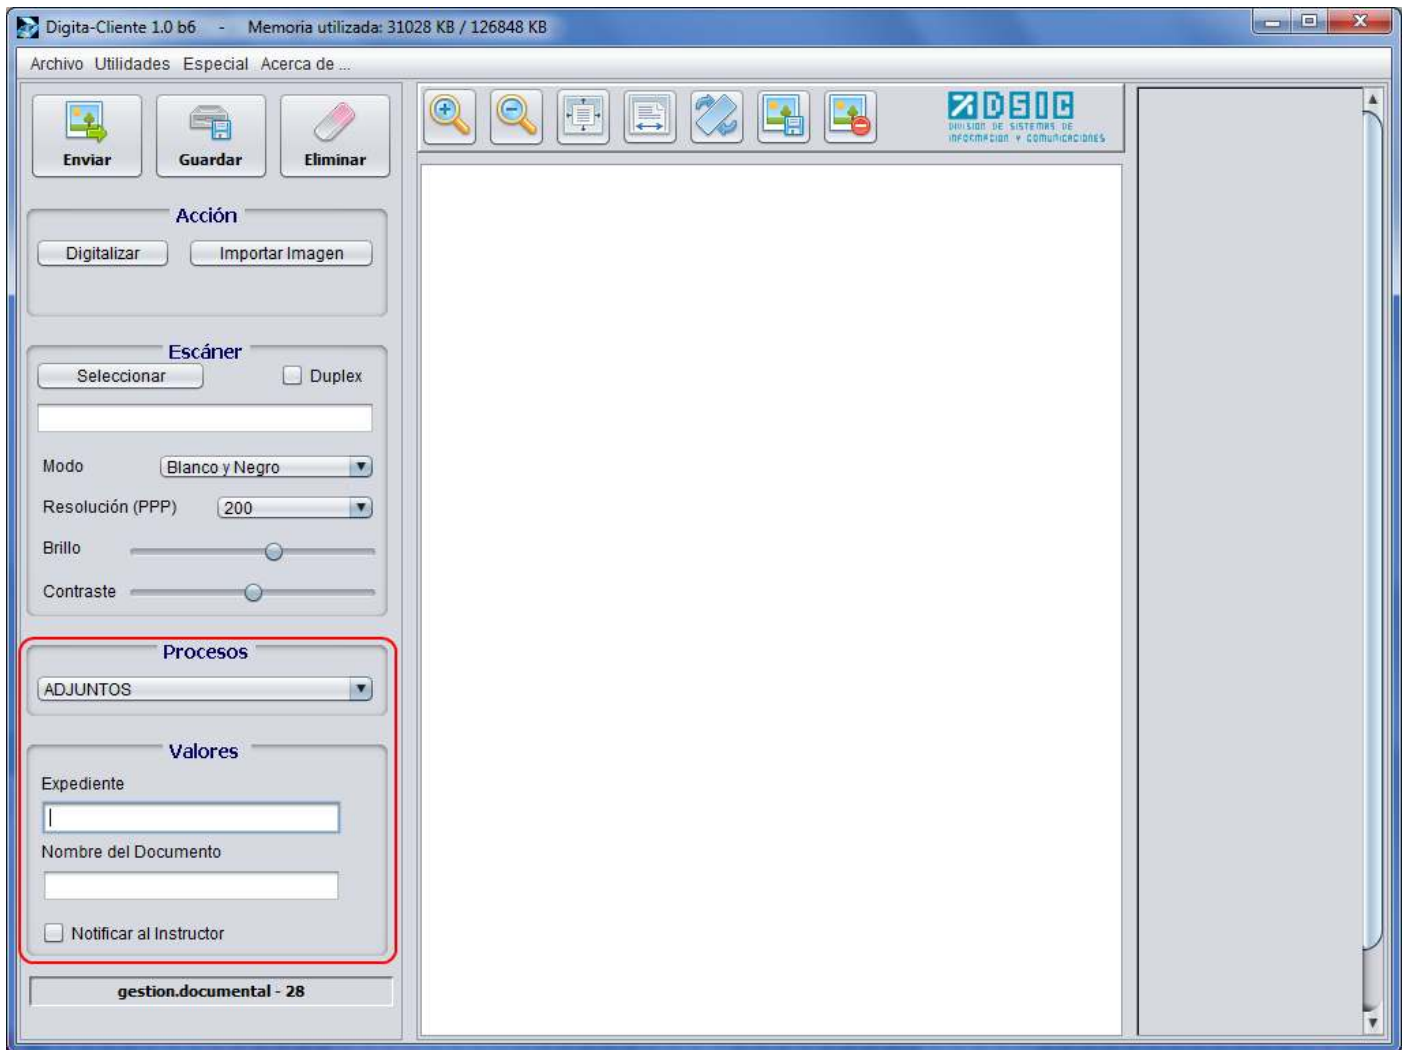 Digita-Cliente 1.0 b6 - Memoria utilizada: 31028 KB / 126848 KB
Archivo Utilidades Especial Acerca de ...
Enviar Guardar Eliminar
DSIC
DIVISION DE SISTEMAS DE
INFORMACION Y COMUNICACIONES
Acción
Digitalizar Importar Imagen
Escáner
Seleccionar Duplex
Modo Blanco y Negro
Resolución (PPP) 200
Brillo
Contraste
Procesos
ADJUNTOS
Valores
Expediente
Nombre del Documento
Notificar al Instructor
gestion.documental - 28